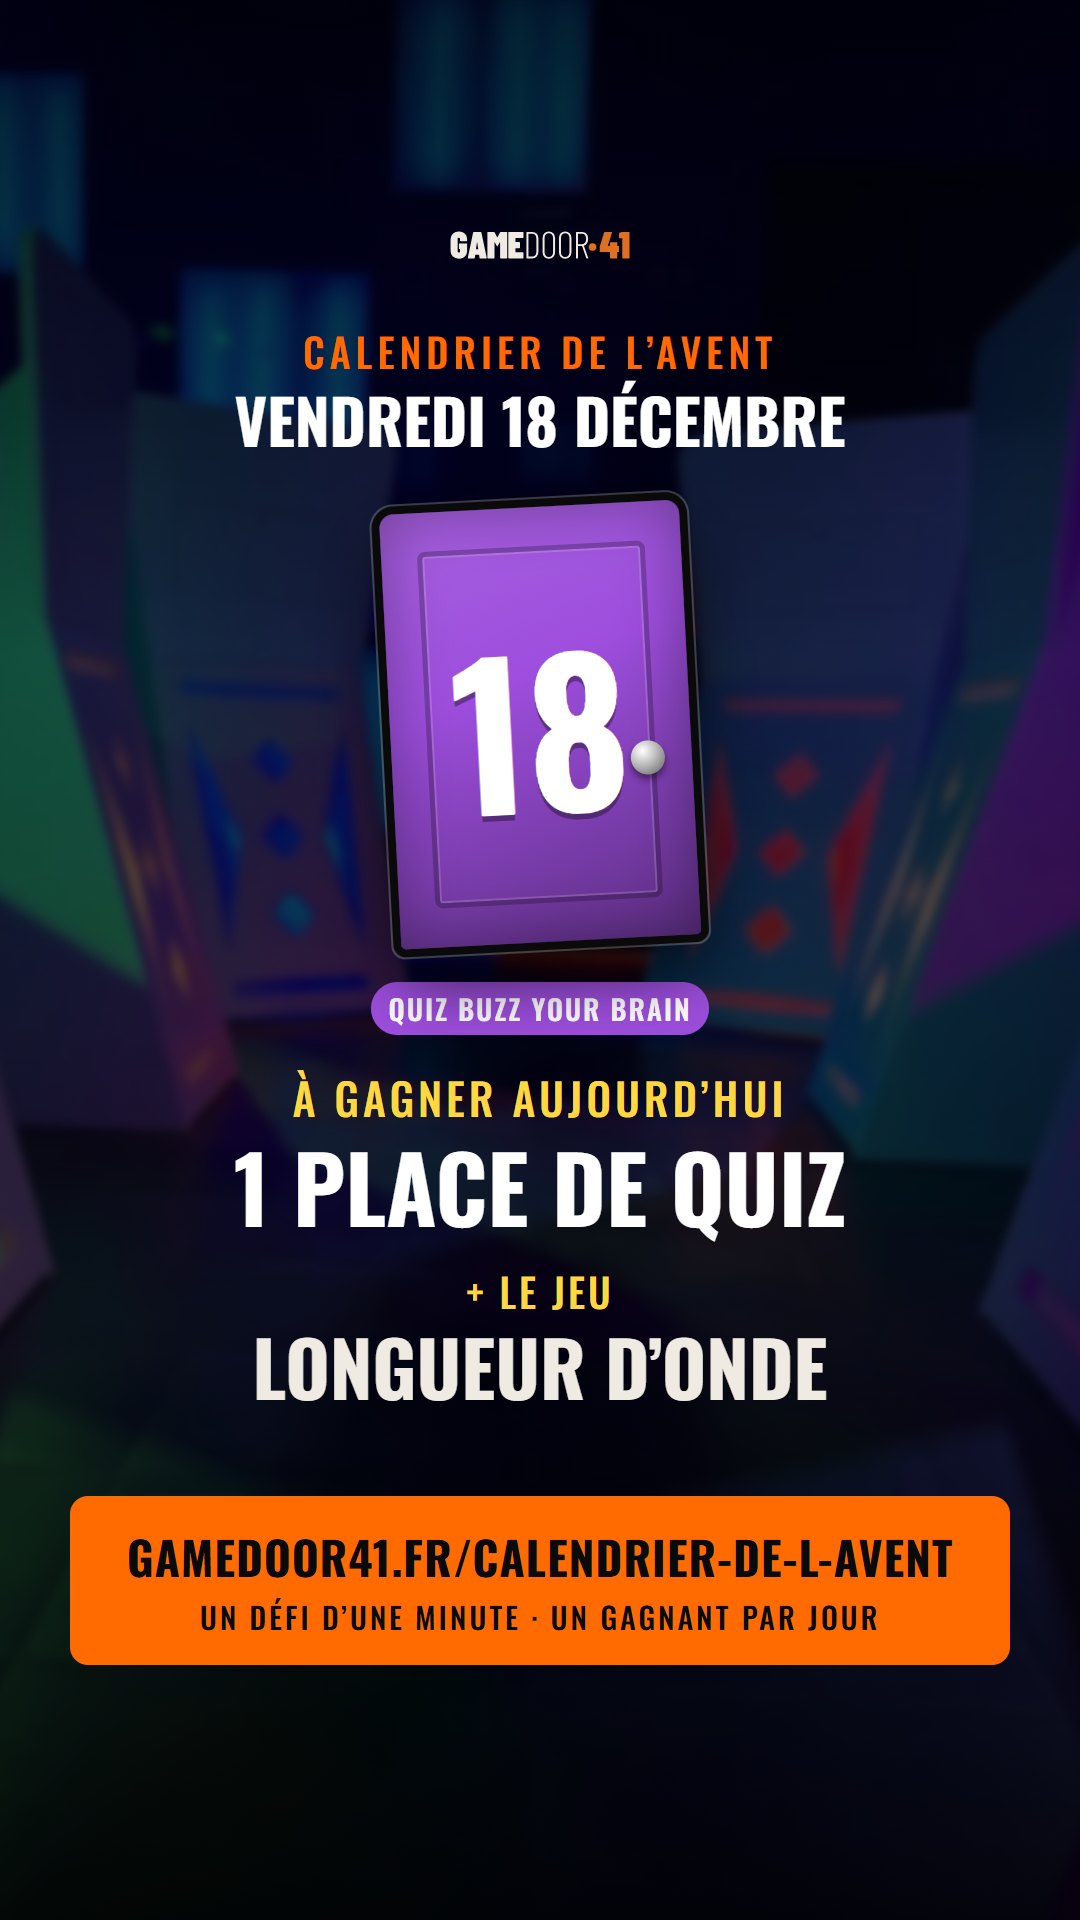 GAMEDOOR·41
CALENDRIER DE L’AVENT
VENDREDI 18 DÉCEMBRE
18
QUIZ BUZZ YOUR BRAIN
À GAGNER AUJOURD’HUI
1 PLACE DE QUIZ
+ LE JEU
LONGUEUR D’ONDE
GAMEDOOR41.FR/CALENDRIER-DE-L-AVENT
UN DÉFI D’UNE MINUTE · UN GAGNANT PAR JOUR